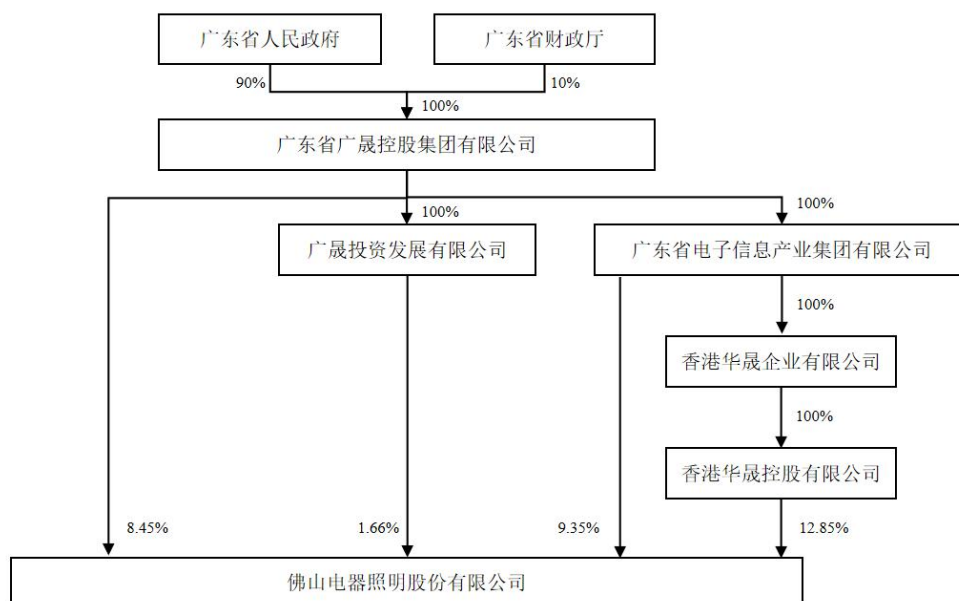 广东省人民政府
广东省财政厅
90%
10%
100%
广东省广晟控股集团有限公司
100%
100%
广晟投资发展有限公司
广东省电子信息产业集团有限公司
100%
香港华晟企业有限公司
100%
香港华晟控股有限公司
8.45%
1.66%
9.35%
12.85%
佛山电器照明股份有限公司